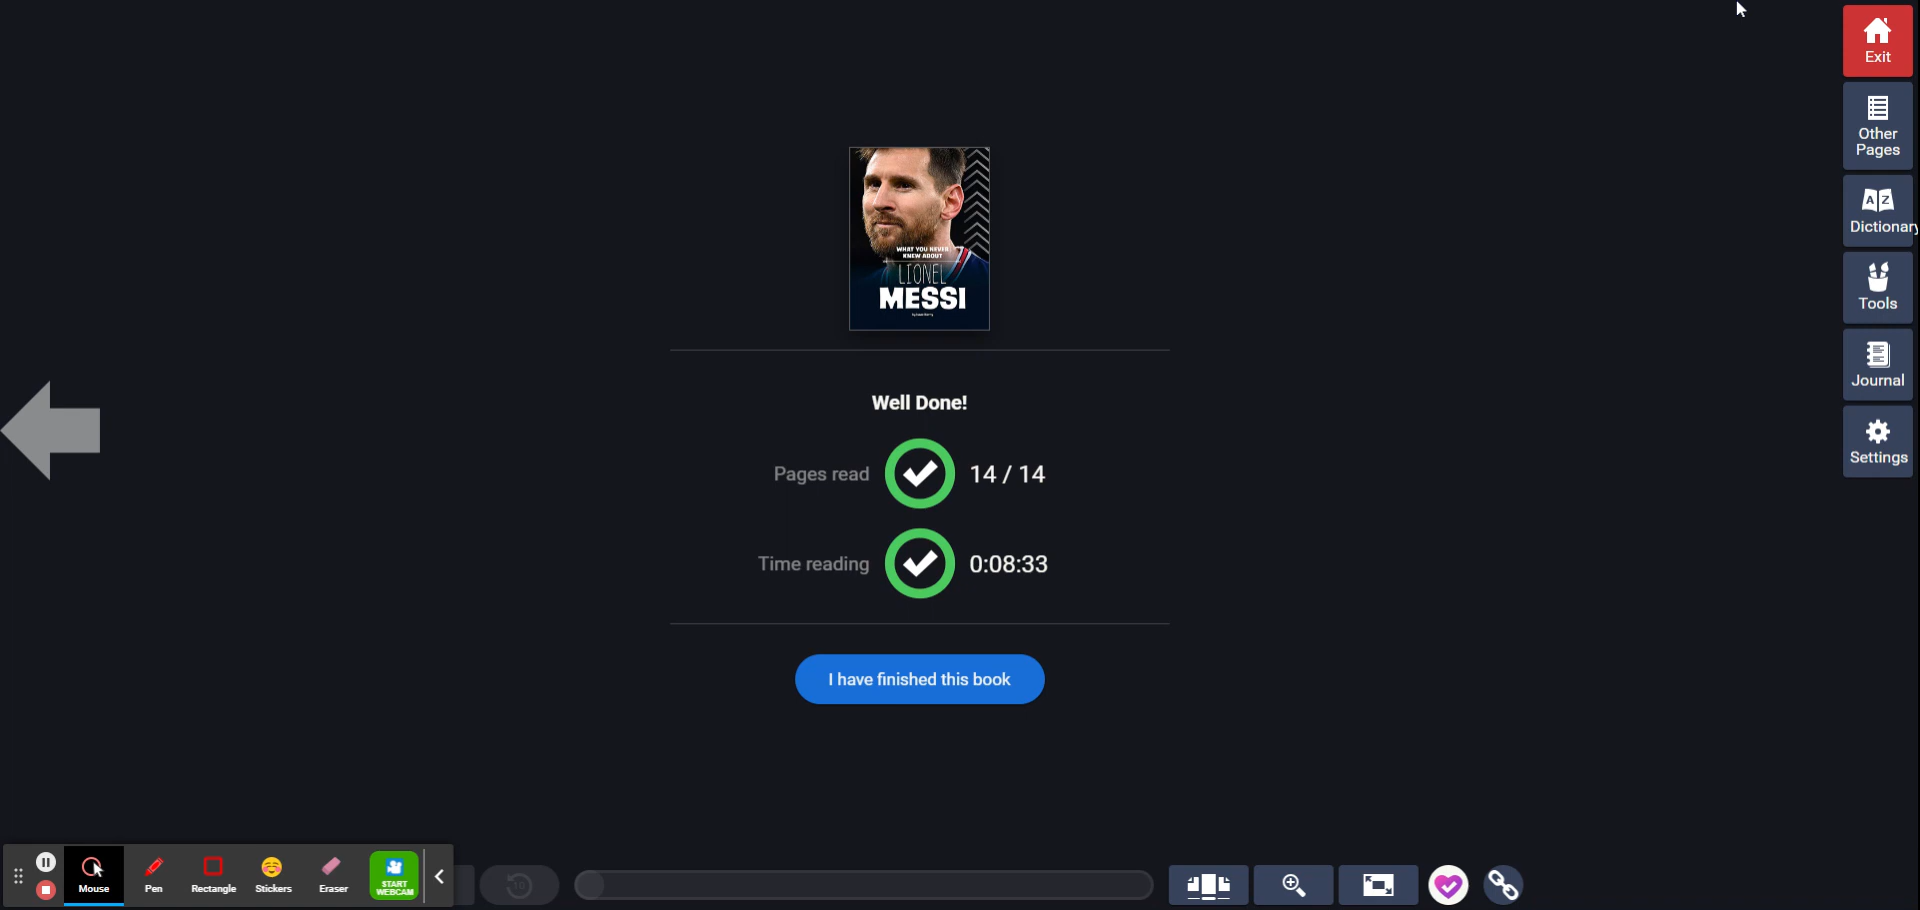 Exit
Other
Pages
A Z
Dictionary
Tools
Journal
Settings
WHAT YOU NEVER
KNEW ABOUT
LIONEL
MESSI
Well Done!
Pages read 14 / 14
Time reading 0:08:33
I have finished this book
Mouse
Pen
Rectangle
Stickers
Eraser
START
WEBCAM
10